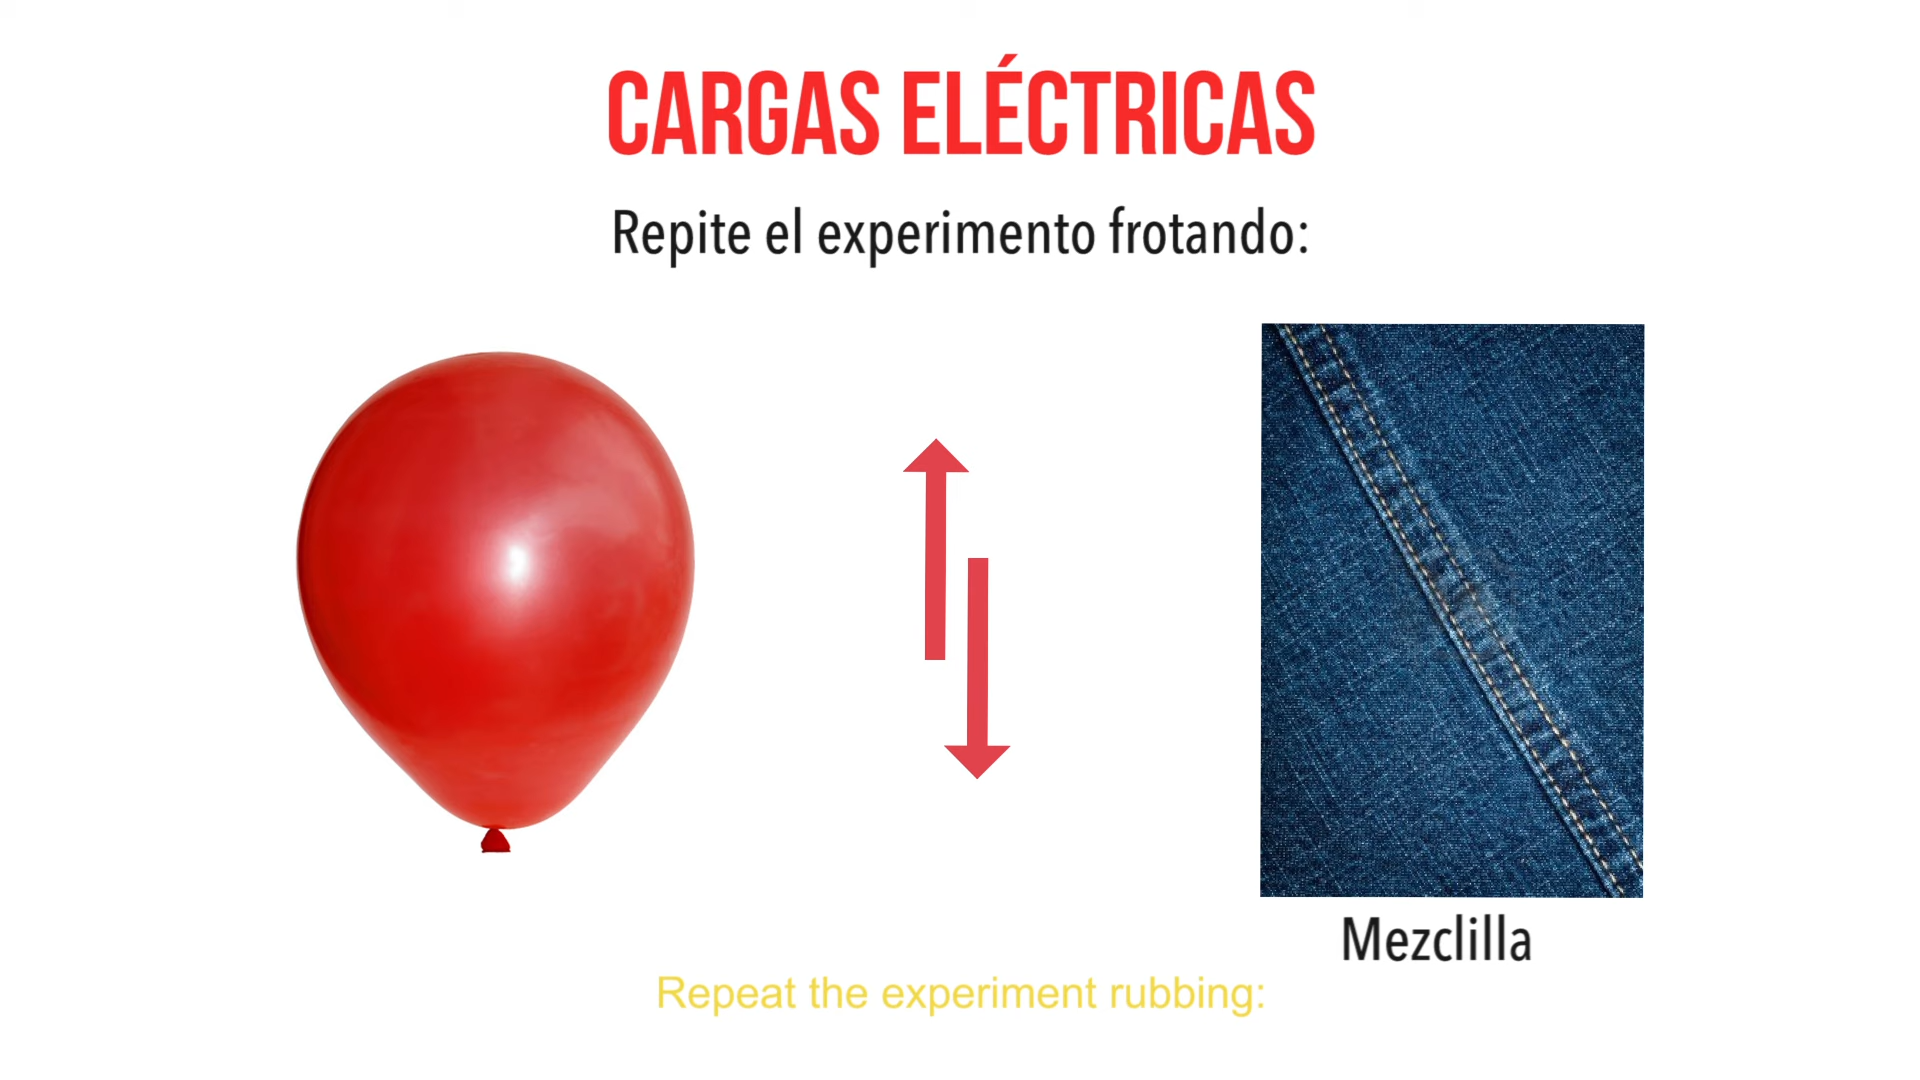 CARGAS ELÉCTRICAS
Repite el experimento frotando:
Mezclilla
Repeat the experiment rubbing: